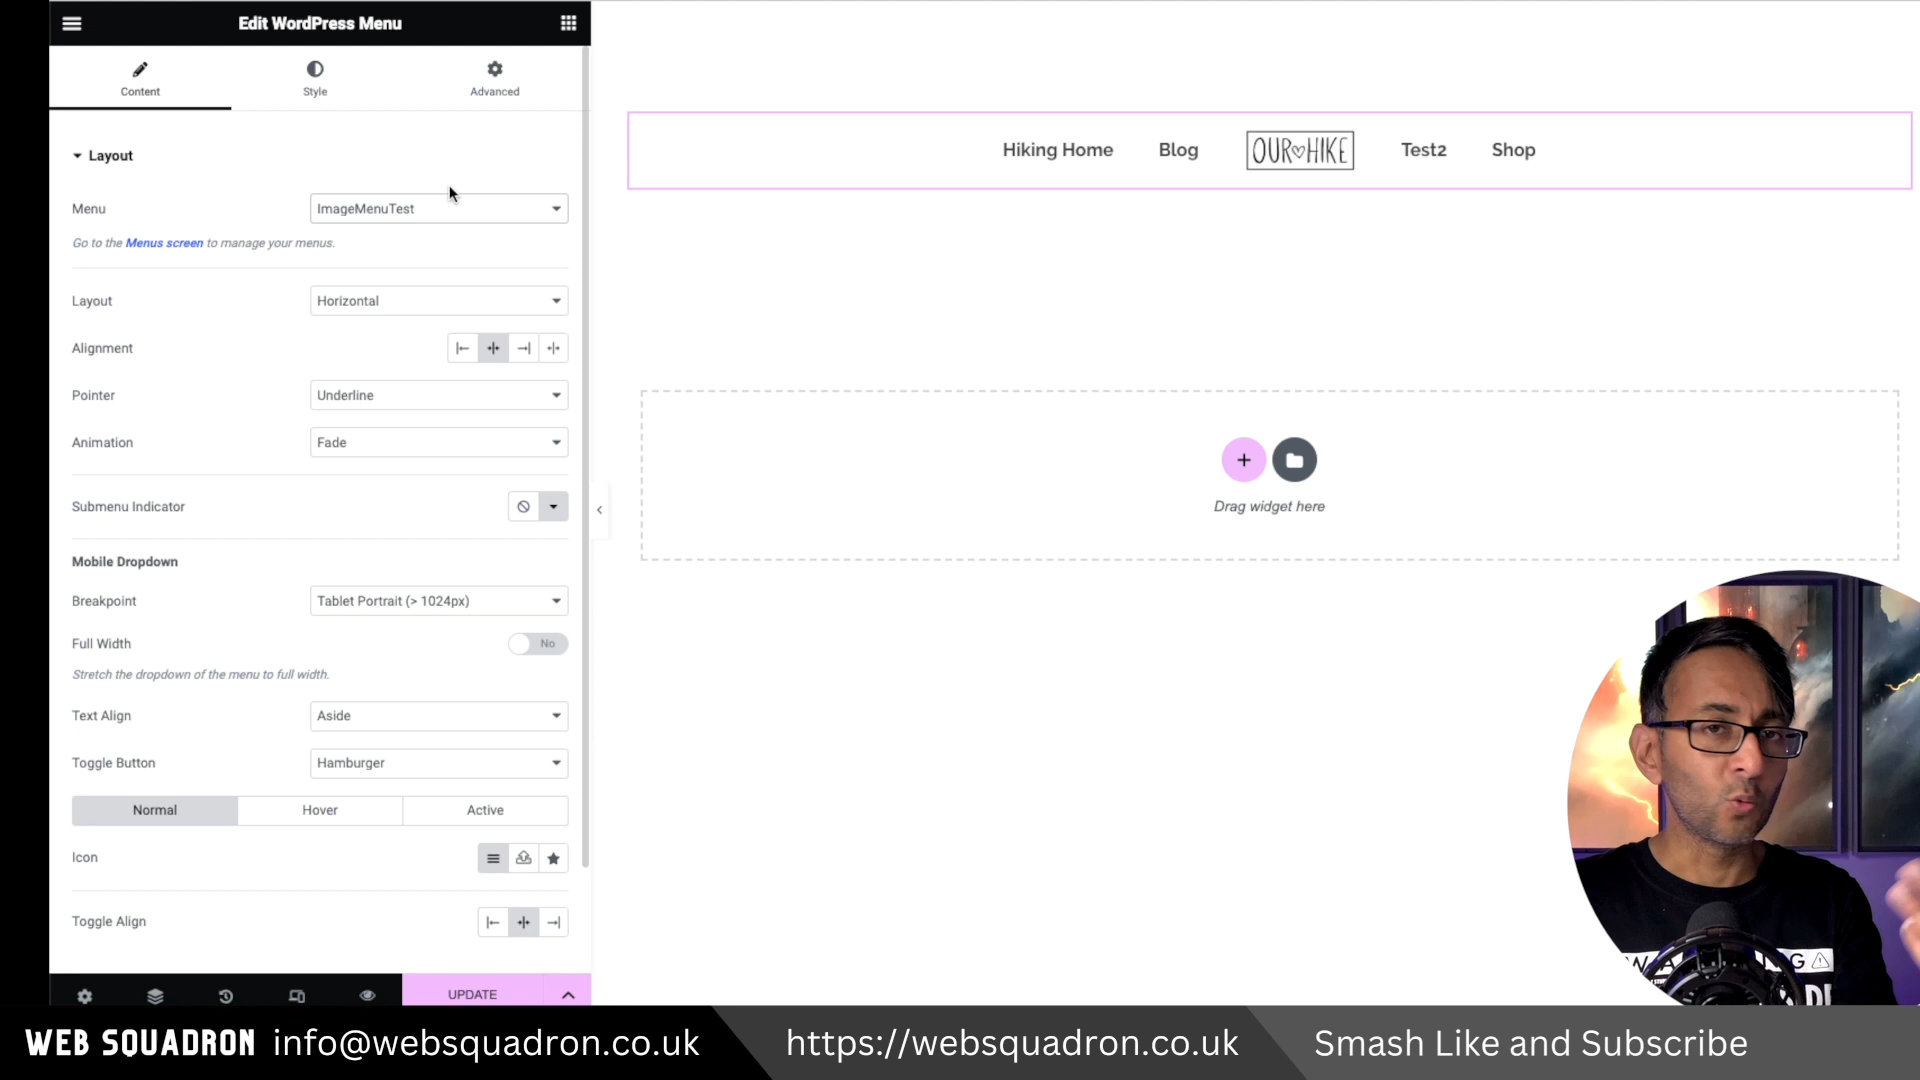 Edit WordPress Menu
Content
Style
Advanced
Layout
Menu
ImageMenuTest
Go to the Menus screen to manage your menus.
Layout
Horizontal
Alignment
Pointer
Underline
Animation
Fade
Submenu Indicator
Mobile Dropdown
Breakpoint
Tablet Portrait (> 1024px)
Full Width
No
Stretch the dropdown of the menu to full width.
Text Align
Aside
Toggle Button
Hamburger
Normal
Hover
Active
Icon
Toggle Align
UPDATE
Hiking Home
Blog
OUR HIKE
Test2
Shop
Drag widget here
WEB SQUADRON
info@websquadron.co.uk
https://websquadron.co.uk
Smash Like and Subscribe